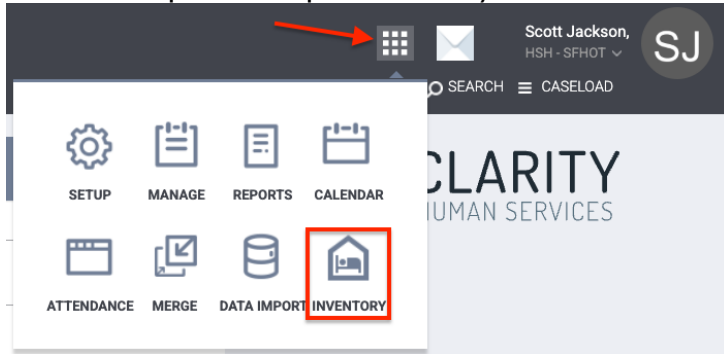 Scott Jackson,
HSH - SFHOT
SJ
SEARCH CASELOAD
CLARITY
HUMAN SERVICES
SETUP MANAGE REPORTS CALENDAR
ATTENDANCE MERGE DATA IMPORT INVENTORY